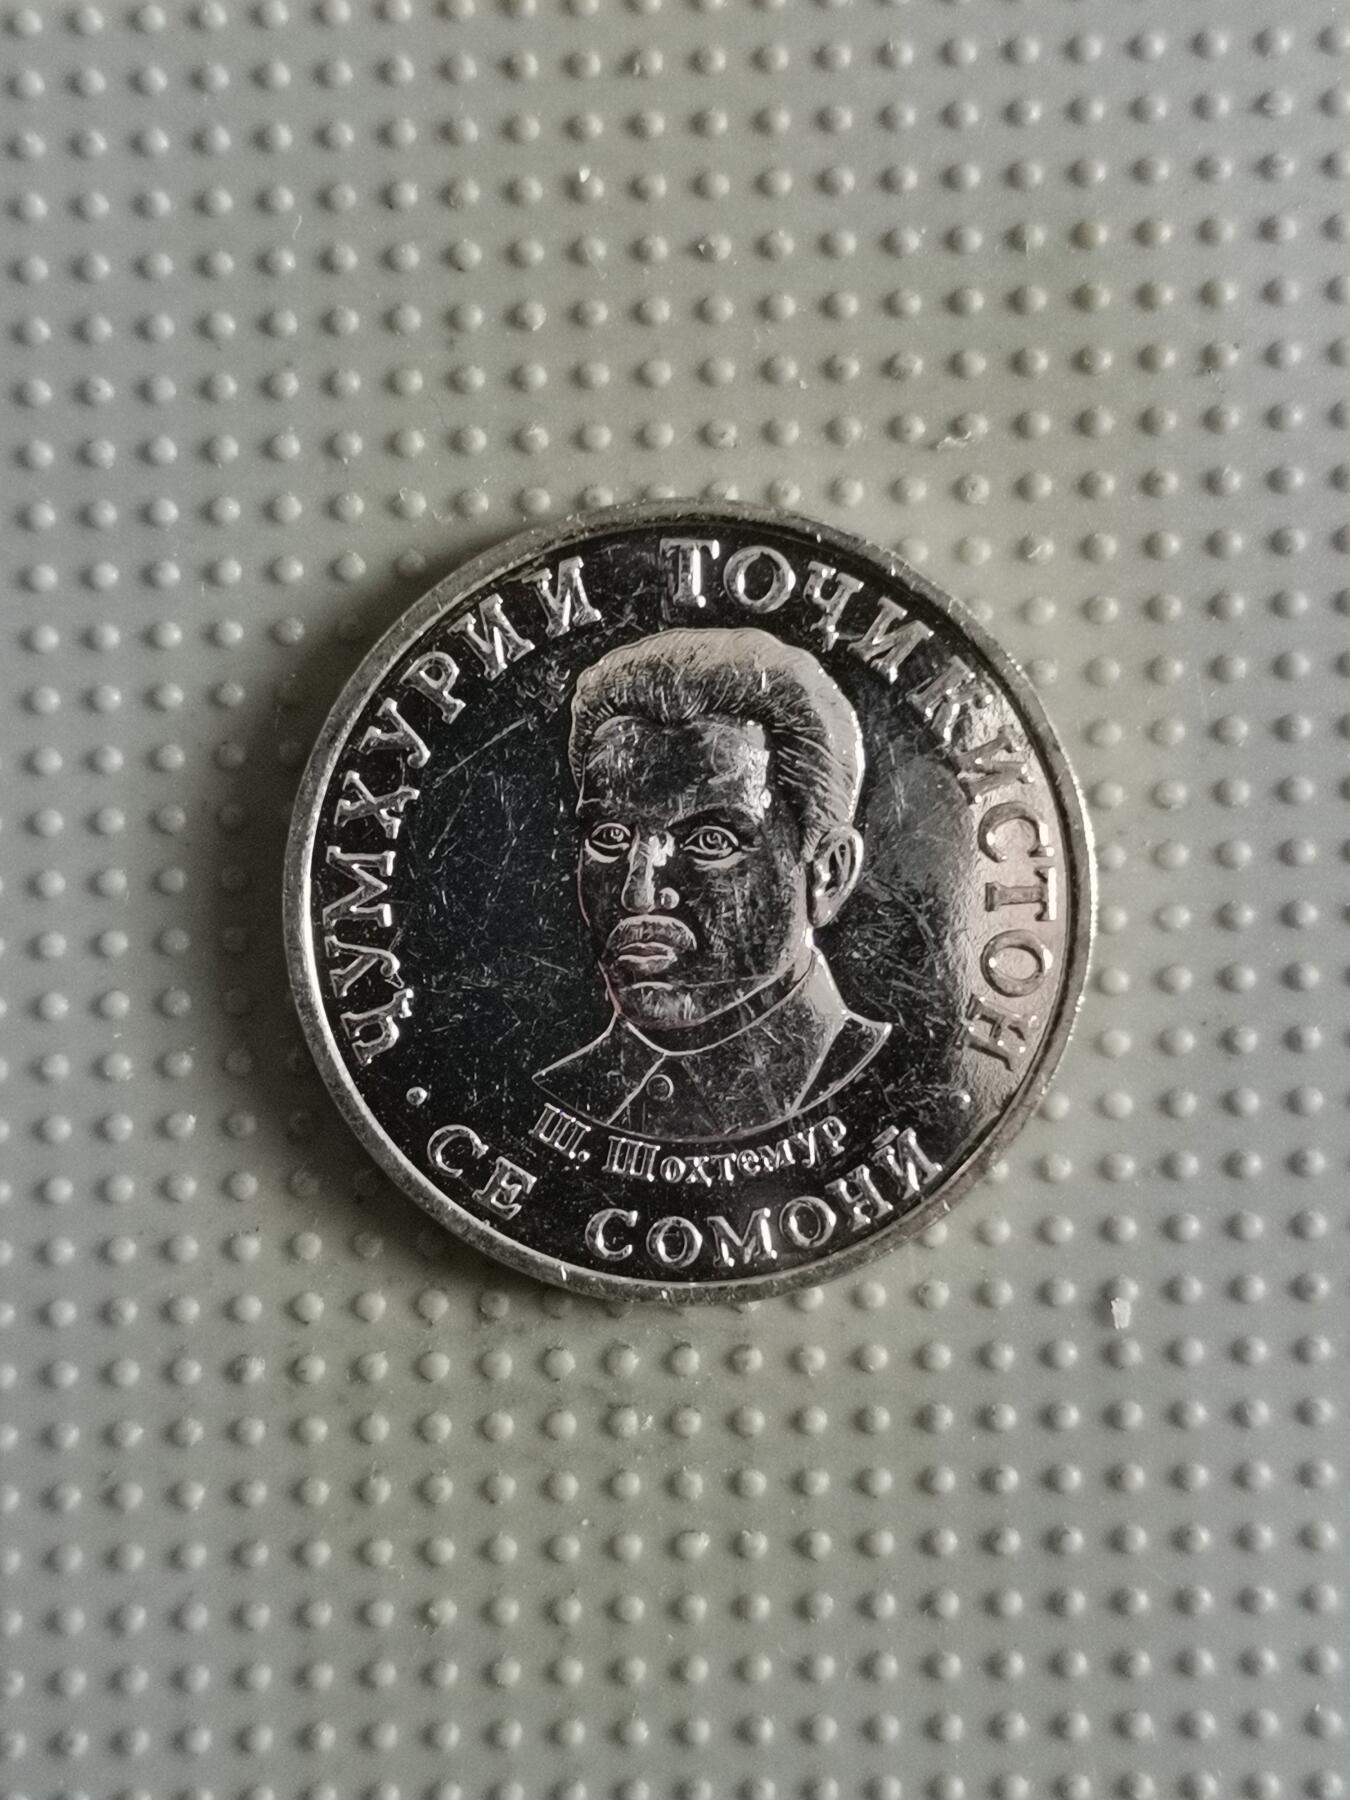 ҶУМҲУРИИ ТОҶИКИСТОН
Ш. Шоҳтемур
СЕ СОМОНӢ